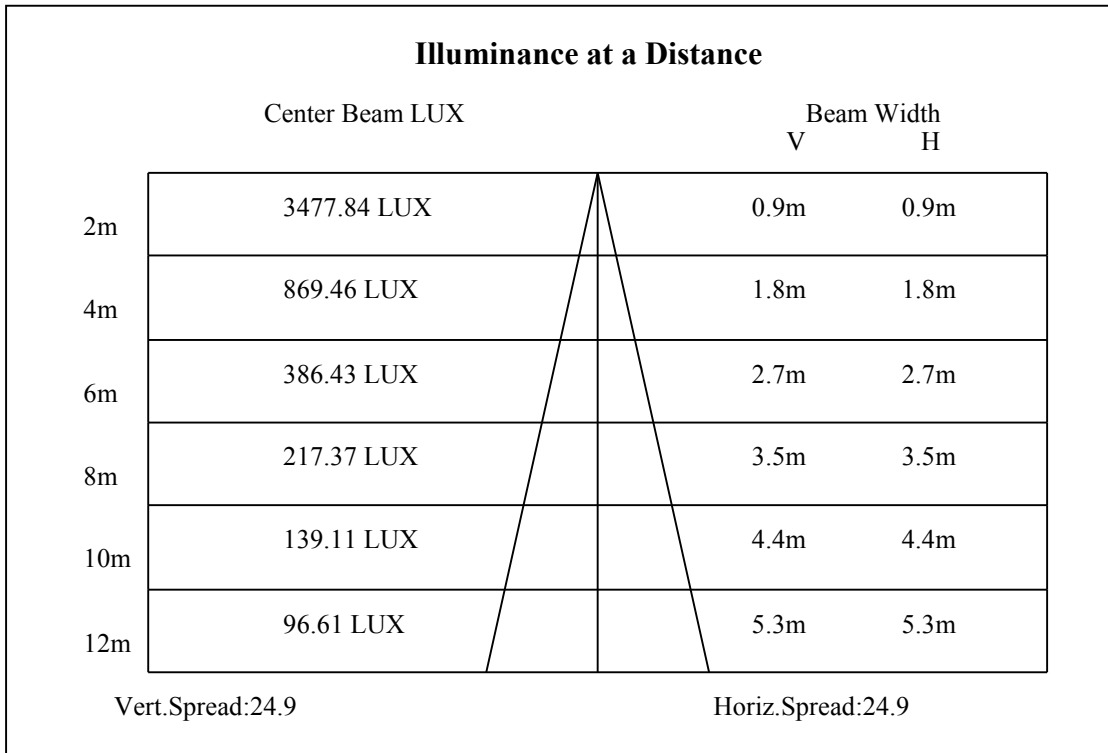 Illuminance at a Distance
Center Beam LUX Beam Width
V H
2m 3477.84 LUX 0.9m 0.9m
4m 869.46 LUX 1.8m 1.8m
6m 386.43 LUX 2.7m 2.7m
8m 217.37 LUX 3.5m 3.5m
10m 139.11 LUX 4.4m 4.4m
12m 96.61 LUX 5.3m 5.3m
Vert.Spread:24.9 Horiz.Spread:24.9